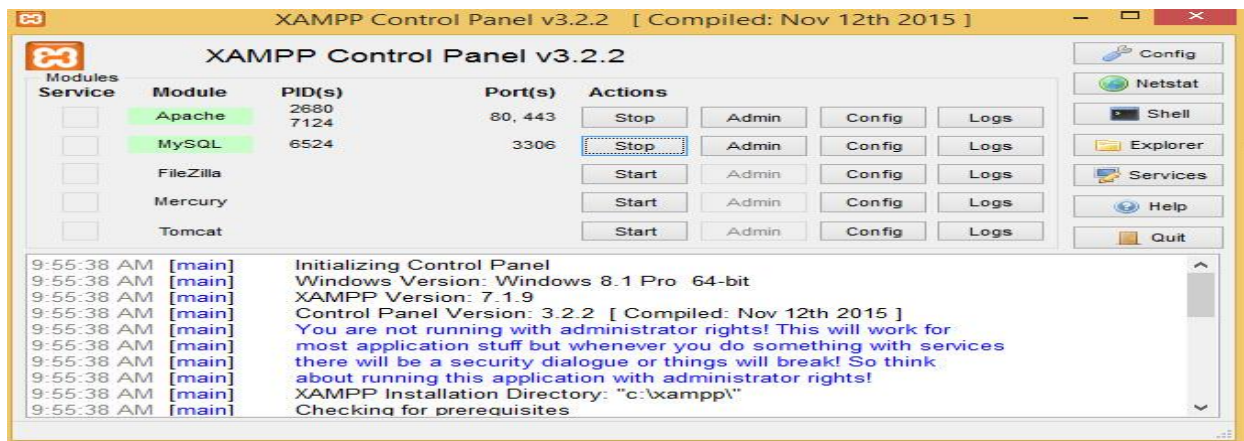 XAMPP Control Panel v3.2.2 [ Compiled: Nov 12th 2015 ]
XAMPP Control Panel v3.2.2
Config
Modules
Service Module PID(s) Port(s) Actions
Netstat
Apache 2680 7124 80, 443 Stop Admin Config Logs
Shell
MySQL 6524 3306 Stop Admin Config Logs
Explorer
FileZilla Start Admin Config Logs
Services
Mercury Start Admin Config Logs
Help
Tomcat Start Admin Config Logs
Quit
9:55:38 AM [main] Initializing Control Panel
9:55:38 AM [main] Windows Version: Windows 8.1 Pro 64-bit
9:55:38 AM [main] XAMPP Version: 7.1.9
9:55:38 AM [main] Control Panel Version: 3.2.2 [ Compiled: Nov 12th 2015 ]
9:55:38 AM [main] You are not running with administrator rights! This will work for
9:55:38 AM [main] most application stuff but whenever you do something with services
9:55:38 AM [main] there will be a security dialogue or things will break! So think
9:55:38 AM [main] about running this application with administrator rights!
9:55:38 AM [main] XAMPP Installation Directory: "c:\xampp\"
9:55:38 AM [main] Checking for prerequisites